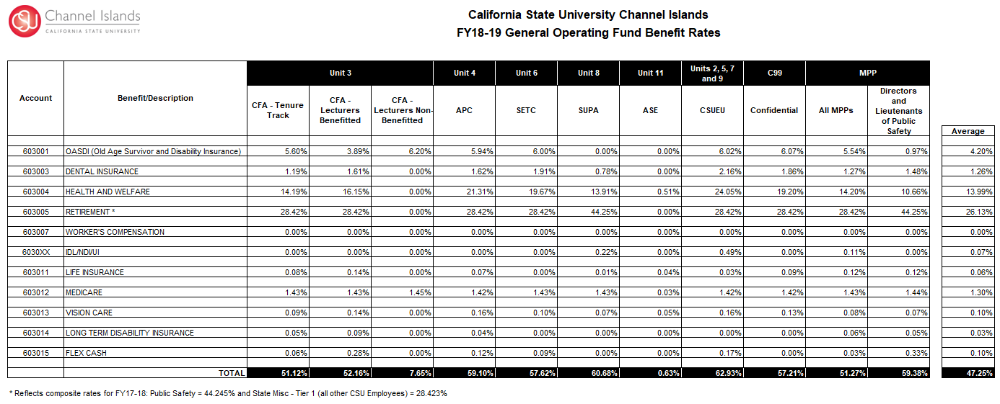 Channel Islands
CALIFORNIA STATE UNIVERSITY
California State University Channel Islands
FY18-19 General Operating Fund Benefit Rates
Account Benefit/Description Unit 3 Unit 4 Unit 6 Unit 8 Unit 11 Units 2, 5, 7 and 9 C99 MPP
CFA - Tenure Track CFA - Lecturers Benefitted CFA - Lecturers Non-Benefitted APC SETC SUPA ASE CSUEU Confidential All MPPs Directors and Lieutenants of Public Safety Average
603001 OASDI (Old Age Survivor and Disability Insurance) 5.60% 3.89% 6.20% 5.94% 6.00% 0.00% 0.00% 6.02% 6.07% 5.54% 0.97% 4.20%
603003 DENTAL INSURANCE 1.19% 1.61% 0.00% 1.62% 1.91% 0.78% 0.00% 2.16% 1.86% 1.27% 1.48% 1.26%
603004 HEALTH AND WELFARE 14.19% 16.15% 0.00% 21.31% 19.67% 13.91% 0.51% 24.05% 19.20% 14.20% 10.66% 13.99%
603005 RETIREMENT * 28.42% 28.42% 0.00% 28.42% 28.42% 44.25% 0.00% 28.42% 28.42% 28.42% 44.25% 26.13%
603007 WORKER'S COMPENSATION 0.00% 0.00% 0.00% 0.00% 0.00% 0.00% 0.00% 0.00% 0.00% 0.00% 0.00% 0.00%
6030XX IDL/NDI/UI 0.00% 0.00% 0.00% 0.00% 0.00% 0.22% 0.00% 0.49% 0.00% 0.11% 0.00% 0.07%
603011 LIFE INSURANCE 0.08% 0.14% 0.00% 0.07% 0.00% 0.01% 0.04% 0.03% 0.09% 0.12% 0.12% 0.06%
603012 MEDICARE 1.43% 1.43% 1.45% 1.42% 1.43% 1.43% 0.03% 1.42% 1.42% 1.43% 1.44% 1.30%
603013 VISION CARE 0.09% 0.14% 0.00% 0.16% 0.10% 0.07% 0.05% 0.16% 0.13% 0.08% 0.07% 0.10%
603014 LONG TERM DISABILITY INSURANCE 0.05% 0.09% 0.00% 0.04% 0.00% 0.00% 0.00% 0.00% 0.00% 0.06% 0.05% 0.03%
603015 FLEX CASH 0.06% 0.28% 0.00% 0.12% 0.09% 0.00% 0.00% 0.17% 0.00% 0.03% 0.33% 0.10%
TOTAL 51.12% 52.16% 7.65% 59.10% 57.62% 60.68% 0.63% 62.93% 57.21% 51.27% 59.38% 47.25%
* Reflects composite rates for FY17-18: Public Safety = 44.245% and State Misc - Tier 1 (all other CSU Employees) = 28.423%